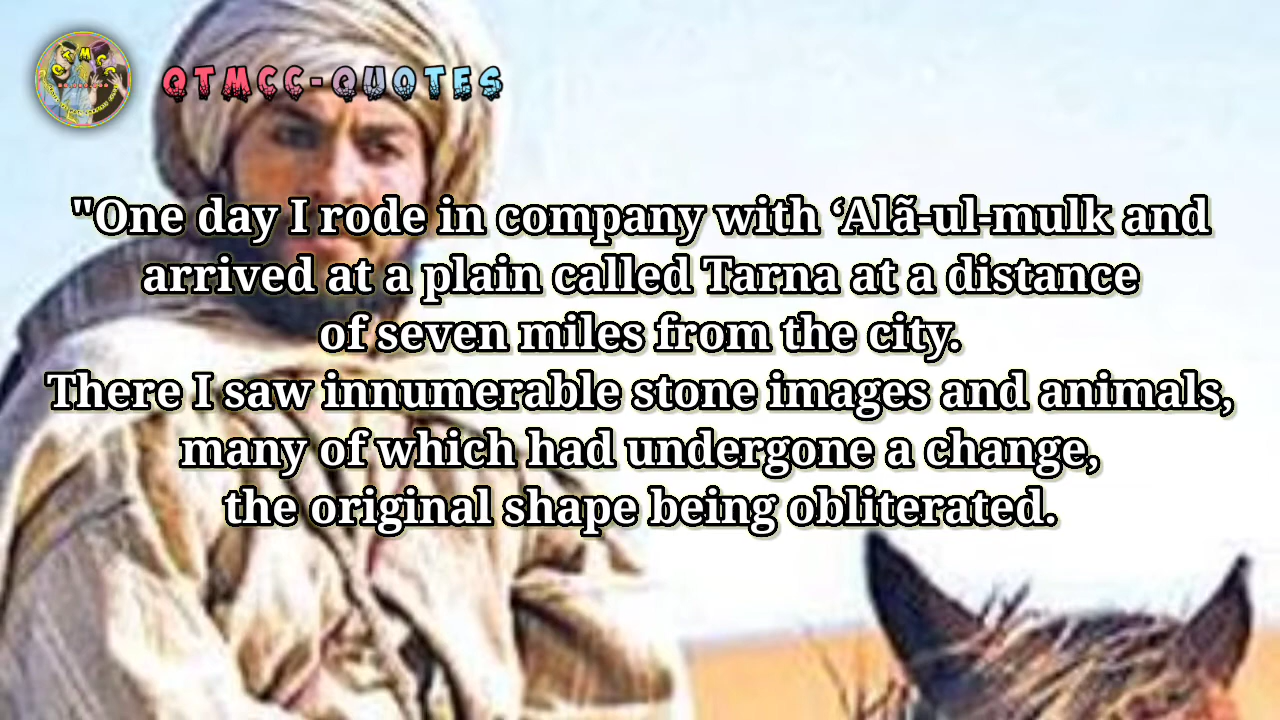 QTMCC
QTMCC-QUOTES
"One day I rode in company with ‘Alã-ul-mulk and
arrived at a plain called Tarna at a distance
of seven miles from the city.
There I saw innumerable stone images and animals,
many of which had undergone a change,
the original shape being obliterated.